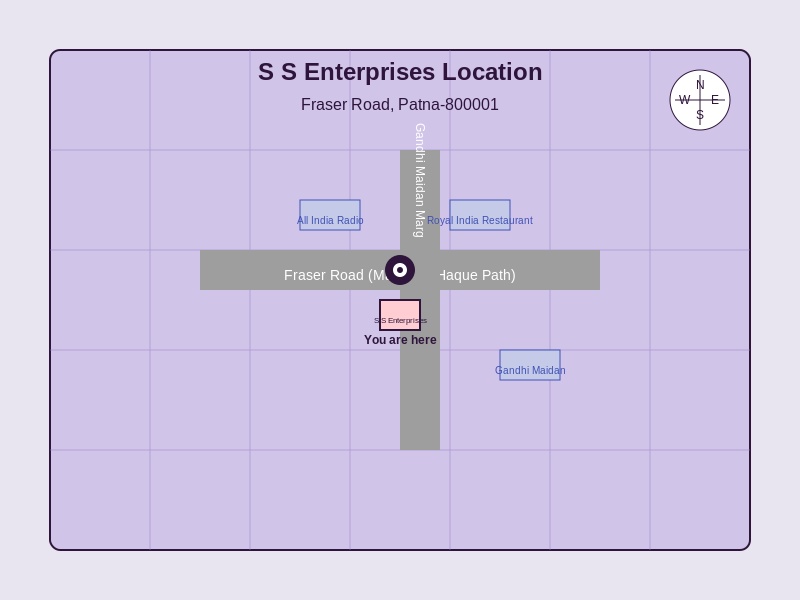 S S Enterprises Location
Fraser Road, Patna-800001
N
W E
S
Gandhi Maidan Marg
All India Radio
Royal India Restaurant
Fraser Road Haque Path)
S S Enterprises
You are here
Gandhi Maidan